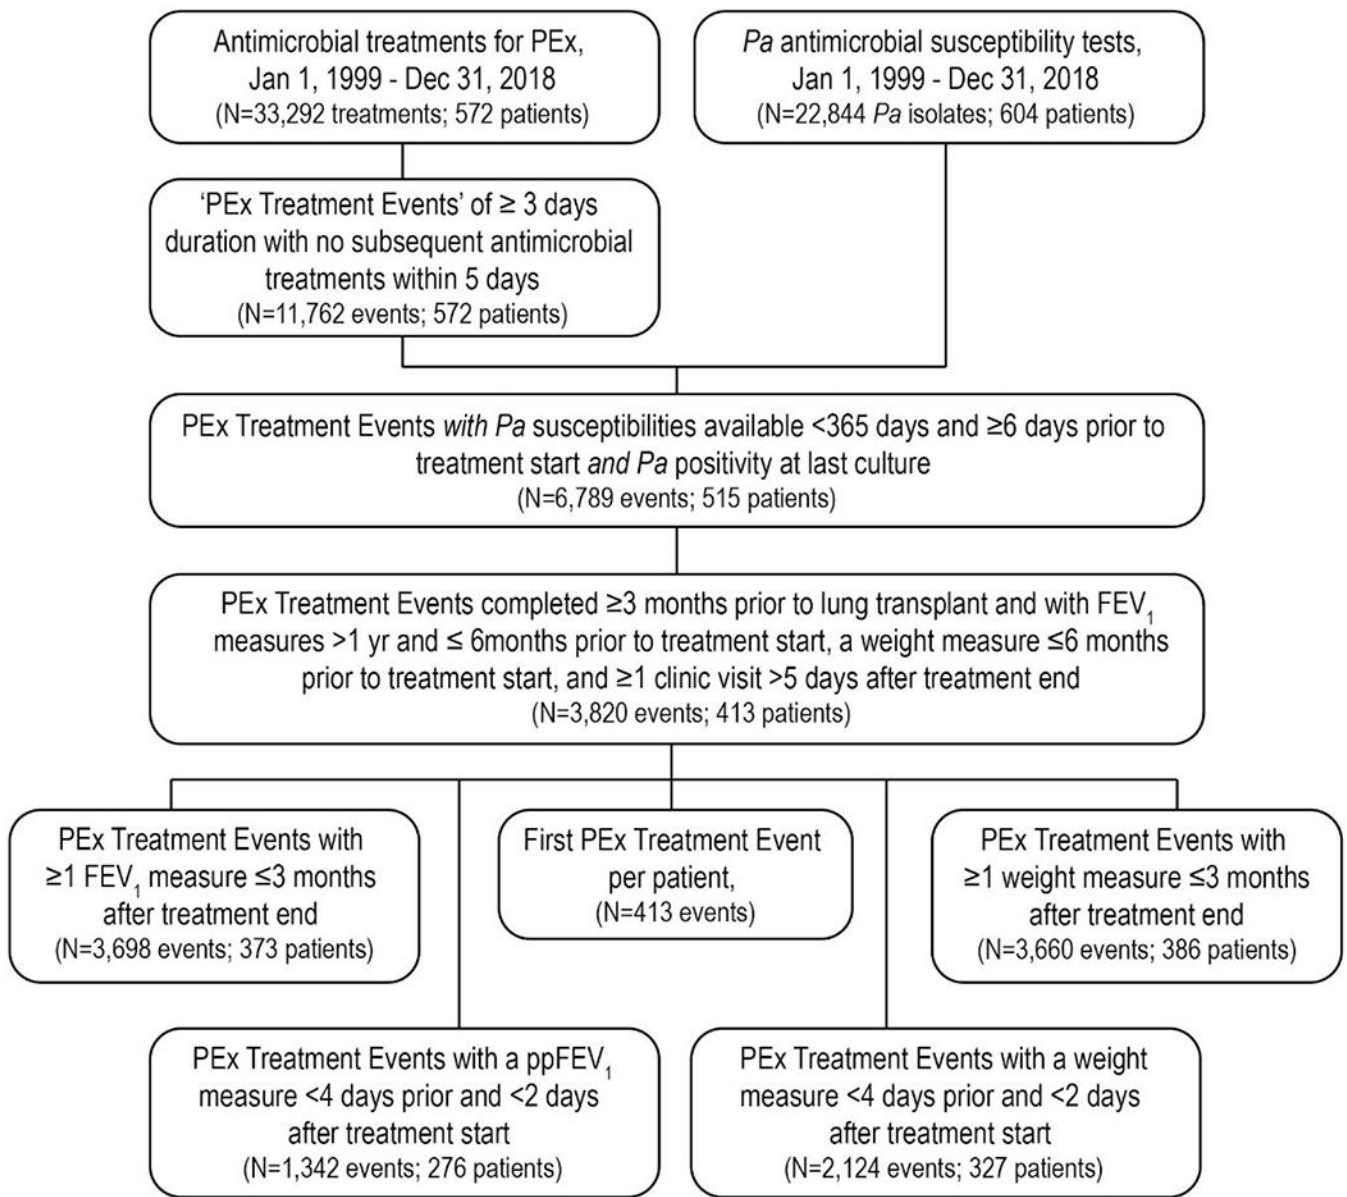 Antimicrobial treatments for PEx,
Jan 1, 1999 - Dec 31, 2018
(N=33,292 treatments; 572 patients)
Pa antimicrobial susceptibility tests,
Jan 1, 1999 - Dec 31, 2018
(N=22,844 Pa isolates; 604 patients)
‘PEx Treatment Events’ of ≥ 3 days
duration with no subsequent antimicrobial
treatments within 5 days
(N=11,762 events; 572 patients)
PEx Treatment Events with Pa susceptibilities available <365 days and ≥6 days prior to
treatment start and Pa positivity at last culture
(N=6,789 events; 515 patients)
PEx Treatment Events completed ≥3 months prior to lung transplant and with FEV₁
measures >1 yr and ≤ 6months prior to treatment start, a weight measure ≤6 months
prior to treatment start, and ≥1 clinic visit >5 days after treatment end
(N=3,820 events; 413 patients)
PEx Treatment Events with
≥1 FEV₁ measure ≤3 months
after treatment end
(N=3,698 events; 373 patients)
First PEx Treatment Event
per patient,
(N=413 events)
PEx Treatment Events with
≥1 weight measure ≤3 months
after treatment end
(N=3,660 events; 386 patients)
PEx Treatment Events with a ppFEV₁
measure <4 days prior and <2 days
after treatment start
(N=1,342 events; 276 patients)
PEx Treatment Events with a weight
measure <4 days prior and <2 days
after treatment start
(N=2,124 events; 327 patients)